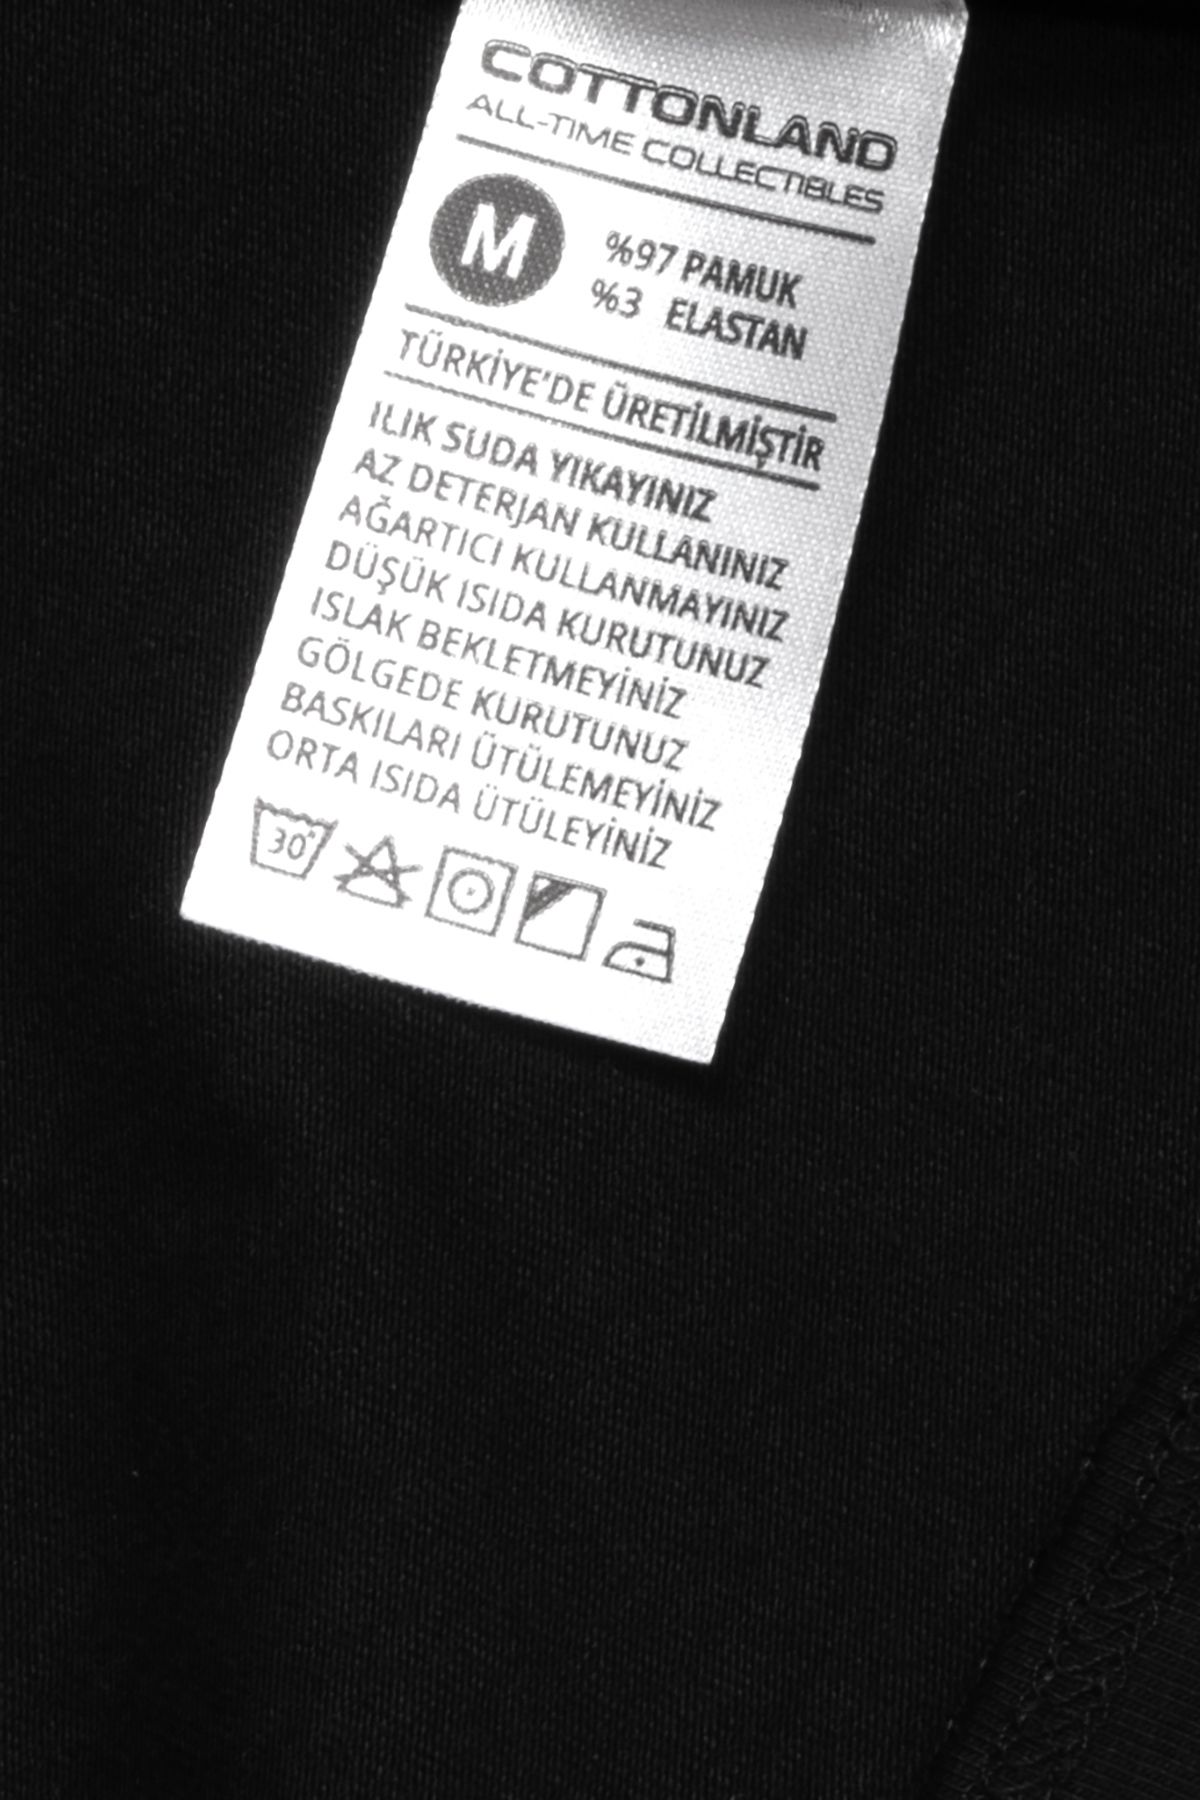 COTTONLAND
ALL-TIME COLLECTIBLES
M
%97 PAMUK
%3 ELASTAN
TÜRKİYE'DE ÜRETİLMİŞTİR
ILIK SUDA YIKAYINIZ
AZ DETERJAN KULLANINIZ
AĞARTICI KULLANMAYINIZ
DÜŞÜK ISIDA KURUTUNUZ
ISLAK BEKLETMEYİNİZ
GÖLGEDE KURUTUNUZ
BASKILARI ÜTÜLEMEYİNİZ
ORTA ISIDA ÜTÜLEYİNİZ
30°